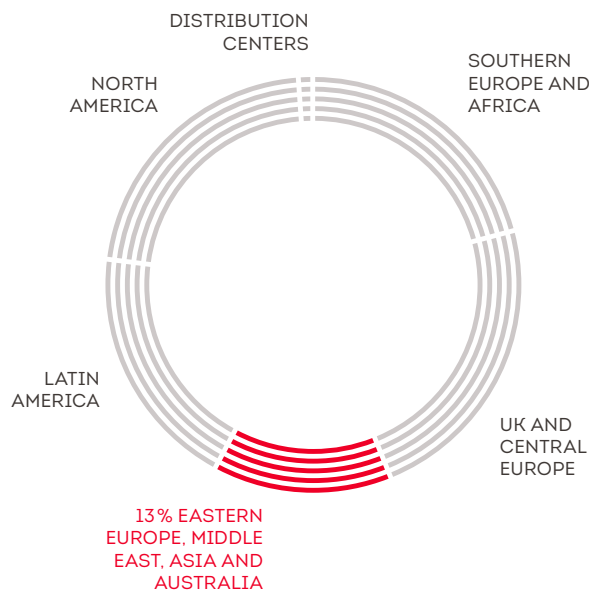 DISTRIBUTION
CENTERS
SOUTHERN
EUROPE AND
AFRICA
NORTH
AMERICA
LATIN
AMERICA
UK AND
CENTRAL
EUROPE
13% EASTERN
EUROPE, MIDDLE
EAST, ASIA AND
AUSTRALIA